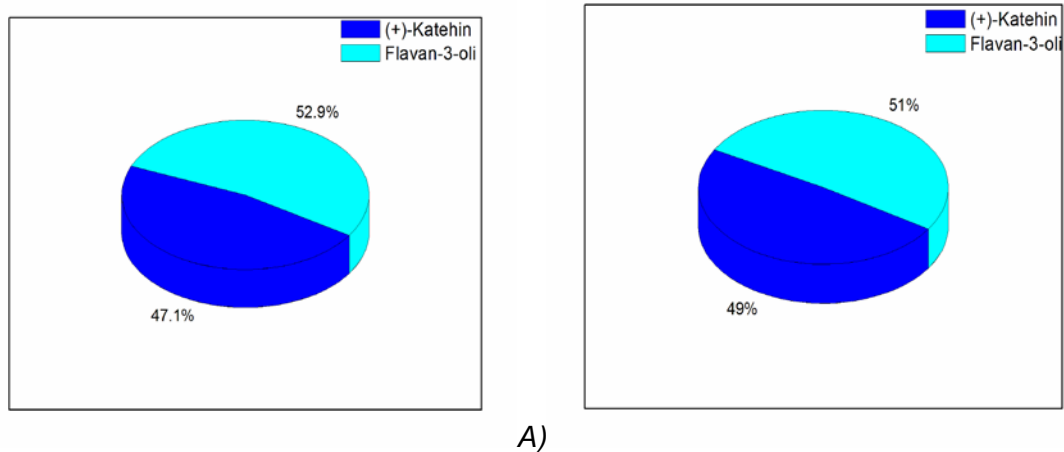 (+)-Katehin
Flavan-3-oli
52.9%
47.1%
(+)-Katehin
Flavan-3-oli
51%
49%
A)